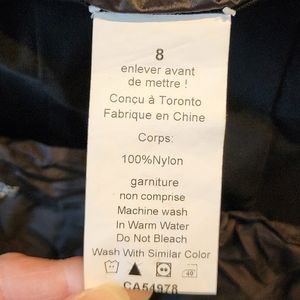 8
enlever avant
de mettre !
Conçu à Toronto
Fabrique en Chine
Corps:
100%Nylon
garniture
non comprise
Machine wash
In Warm Water
Do Not Bleach
Wash With Similar Color
40
CA54978